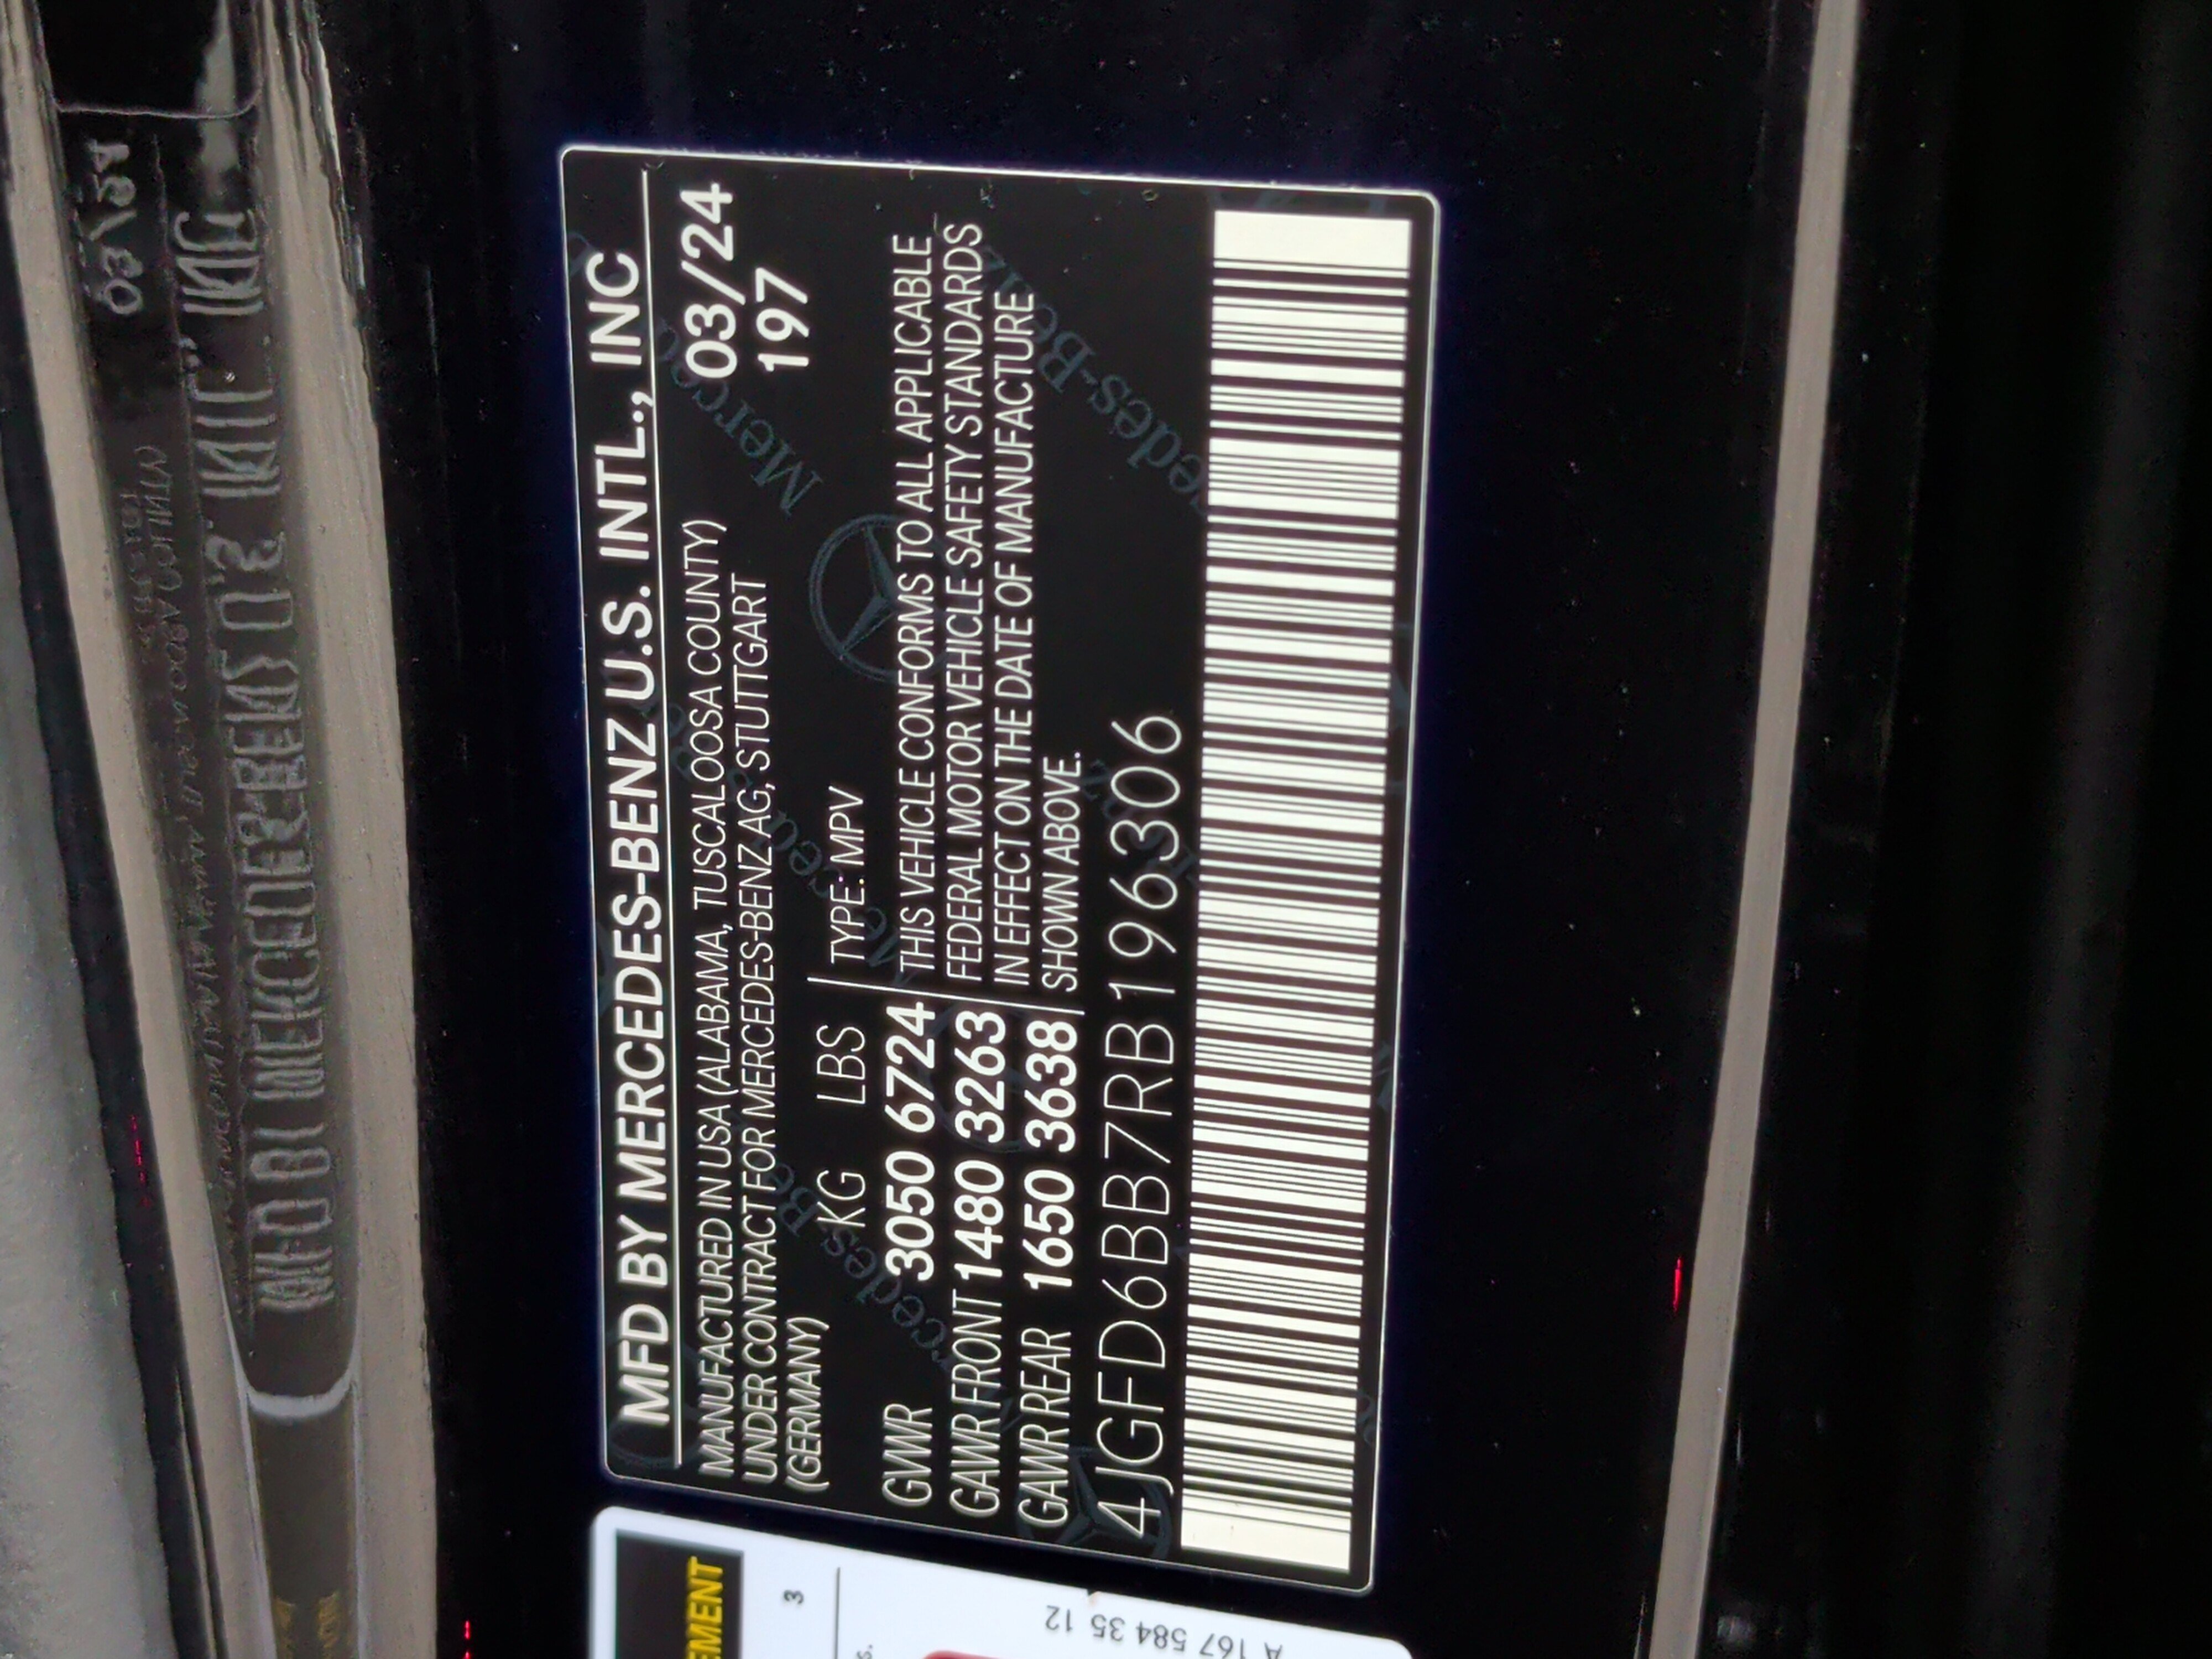 MFD BY MERCEDES-BENZ U.S. INTL., INC
MANUFACTURED IN USA (ALABAMA, TUSCALOOSA COUNTY) 03/24
UNDER CONTRACT FOR MERCEDES-BENZ AG, STUTTGART 197
(GERMANY)
KG LBS TYPE: MPV
GVWR 3050 6724 THIS VEHICLE CONFORMS TO ALL APPLICABLE
GAWR FRONT 1480 3263 FEDERAL MOTOR VEHICLE SAFETY STANDARDS
GAWR REAR 1650 3638 IN EFFECT ON THE DATE OF MANUFACTURE
SHOWN ABOVE.
4JGFD6BB7RB196306
EMENT
3
s.
A 167 584 35 12